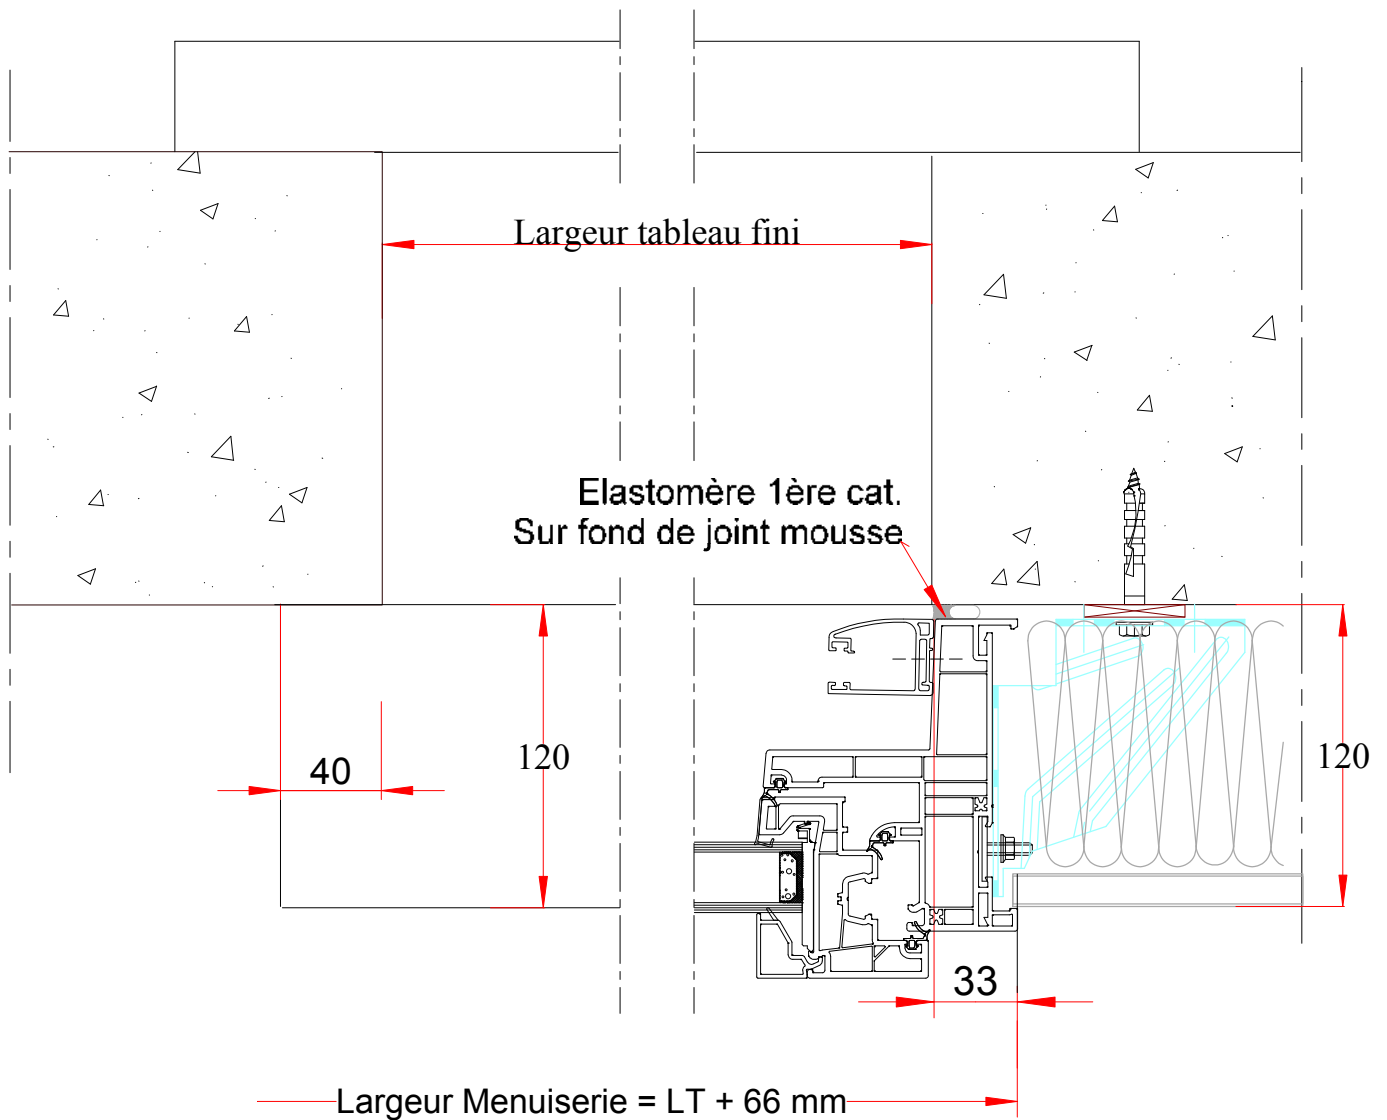 Largeur tableau fini
Elastomère 1ère cat.
Sur fond de joint mousse
40
120
120
33
Largeur Menuiserie = LT + 66 mm